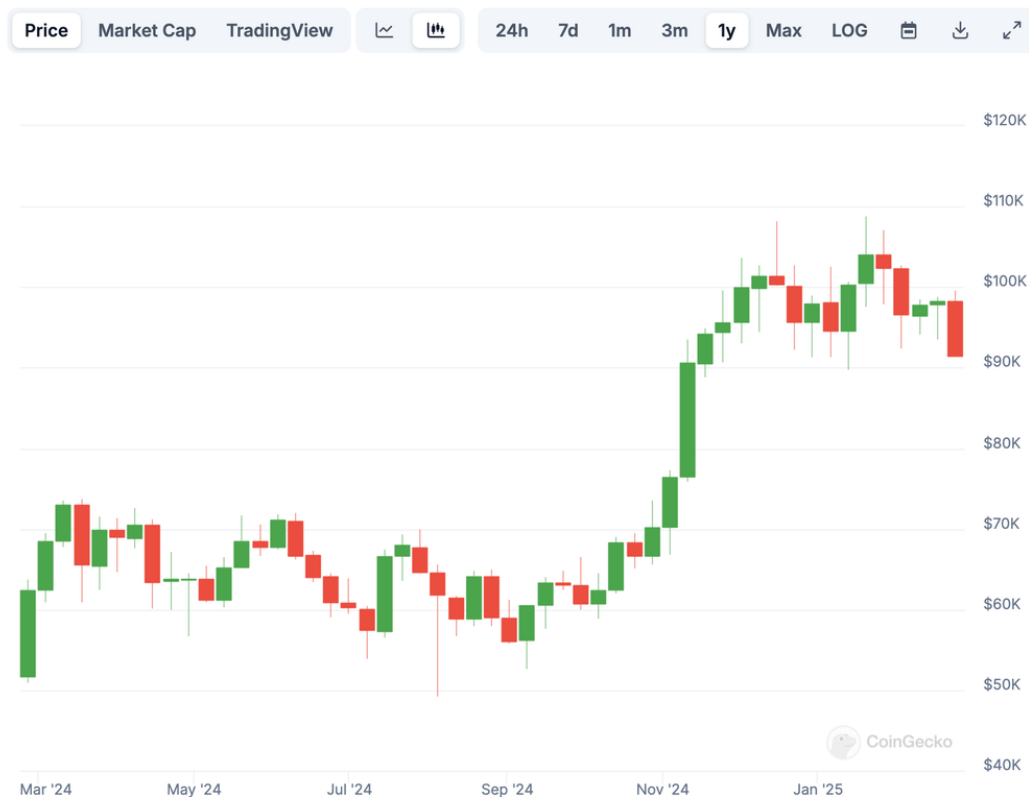 Price Market Cap TradingView 24h 7d 1m 3m 1y Max LOG
$120K
$110K
$100K
$90K
$80K
$70K
$60K
$50K
CoinGecko
$40K
Mar '24 May '24 Jul '24 Sep '24 Nov '24 Jan '25